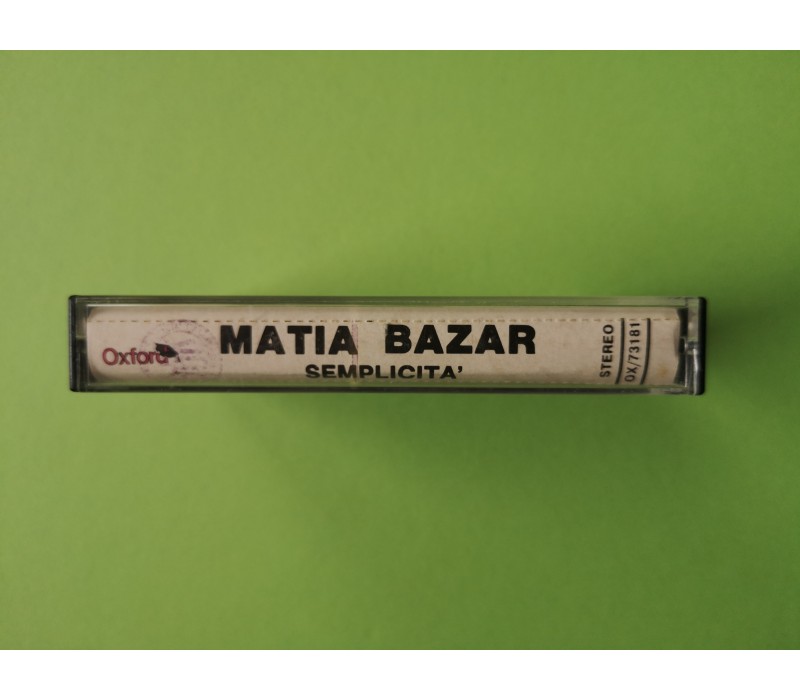 Oxford
MATIA BAZAR
SEMPLICITA'
STEREO
OX/73181